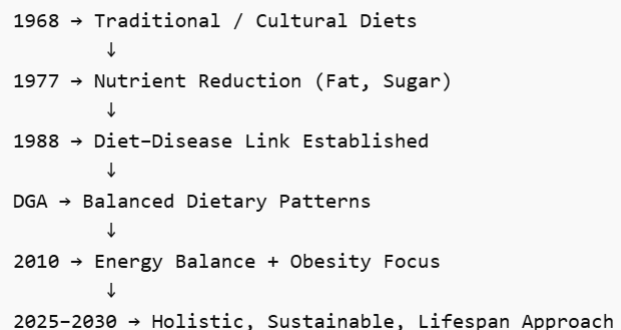 1968 → Traditional / Cultural Diets
↓
1977 → Nutrient Reduction (Fat, Sugar)
↓
1988 → Diet–Disease Link Established
↓
DGA → Balanced Dietary Patterns
↓
2010 → Energy Balance + Obesity Focus
↓
2025–2030 → Holistic, Sustainable, Lifespan Approach